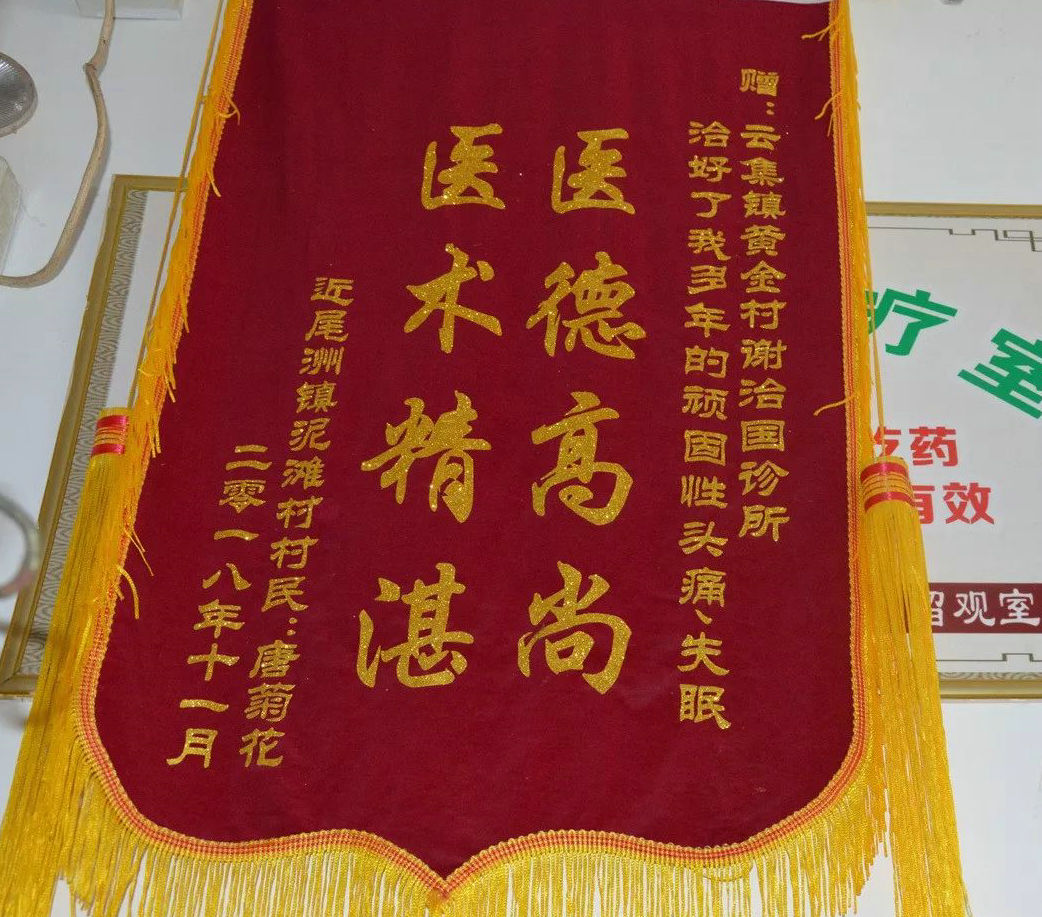 赠：云集镇黄金村谢治国诊所
治好了我多年的顽固性头痛、失眠
医德高尚
医术精湛
近尾洲镇泥滩村村民：唐菊花
二零一八年十一月
疗室
药
有效
观室